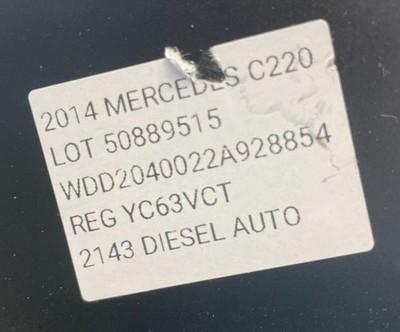 2014 MERCEDES C220
LOT 50889515
WDD2040022A928854
REG YC63VCT
2143 DIESEL AUTO